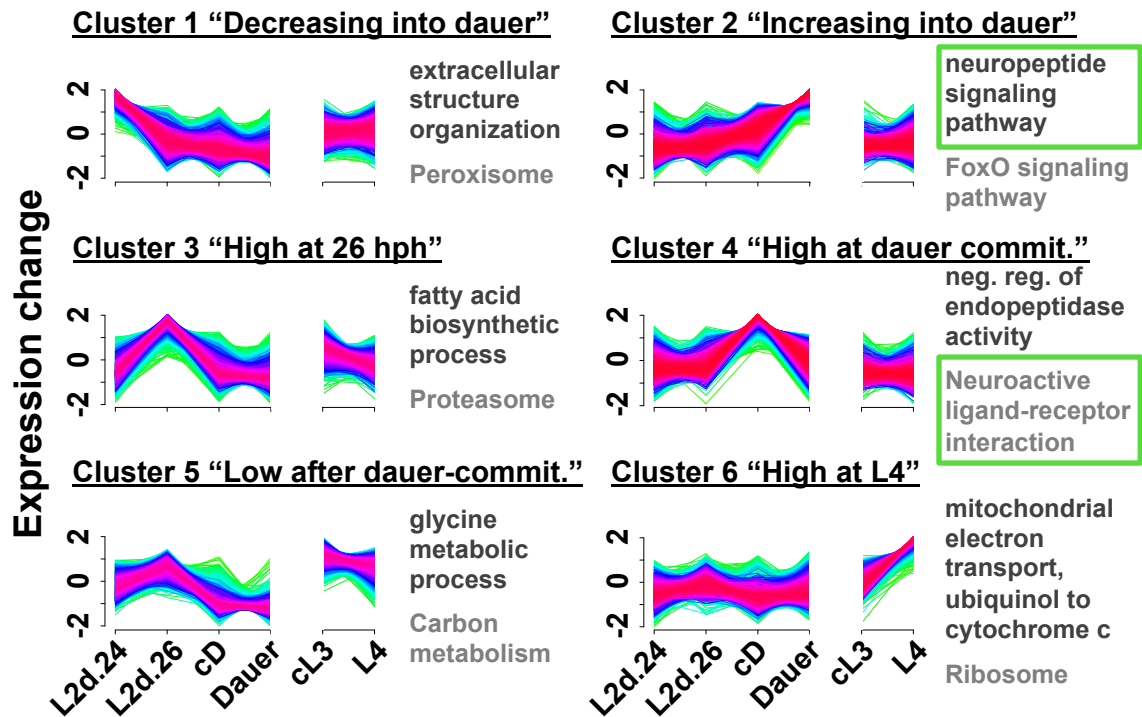 Cluster 1 “Decreasing into dauer”
2
0
-2
extracellular
structure
organization
Peroxisome
Cluster 2 “Increasing into dauer”
2
0
-2
neuropeptide
signaling
pathway
FoxO signaling
pathway
Expression change
Cluster 3 “High at 26 hph”
2
0
-2
fatty acid
biosynthetic
process
Proteasome
Cluster 4 “High at dauer commit.”
2
0
-2
neg. reg. of
endopeptidase
activity
Neuroactive
ligand-receptor
interaction
Cluster 5 “Low after dauer-commit.”
2
0
-2
glycine
metabolic
process
Carbon
metabolism
L2d.24
L2d.26
cD
Dauer
cL3
L4
Cluster 6 “High at L4”
2
0
-2
mitochondrial
electron
transport,
ubiquinol to
cytochrome c
Ribosome
L2d.24
L2d.26
cD
Dauer
cL3
L4